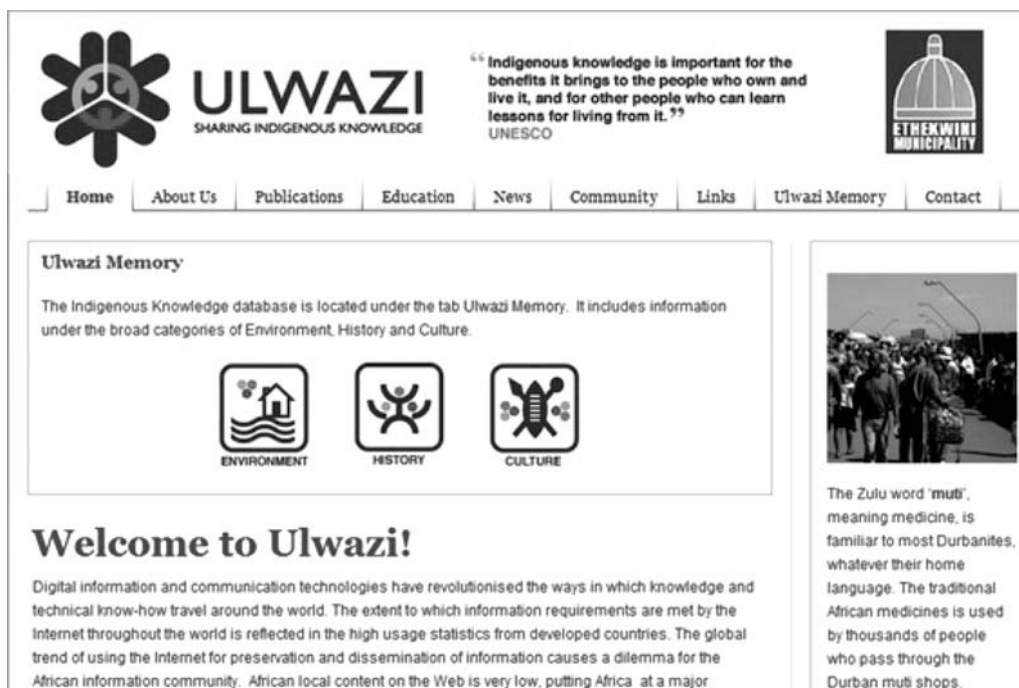 ULWAZI
SHARING INDIGENOUS KNOWLEDGE
“Indigenous knowledge is important for the
benefits it brings to the people who own and
live it, and for other people who can learn
lessons for living from it.”
UNESCO
ETHEKWINI
MUNICIPALITY
Home About Us Publications Education News Community Links Ulwazi Memory Contact
Ulwazi Memory
The Indigenous Knowledge database is located under the tab Ulwazi Memory. It includes information
under the broad categories of Environment, History and Culture.
ENVIRONMENT HISTORY CULTURE
Welcome to Ulwazi!
Digital information and communication technologies have revolutionised the ways in which knowledge and
technical know-how travel around the world. The extent to which information requirements are met by the
Internet throughout the world is reflected in the high usage statistics from developed countries. The global
trend of using the Internet for preservation and dissemination of information causes a dilemma for the
African information community. African local content on the Web is very low, putting Africa at a major
The Zulu word 'muti',
meaning medicine, is
familiar to most Durbanites,
whatever their home
language. The traditional
African medicines is used
by thousands of people
who pass through the
Durban muti shops.